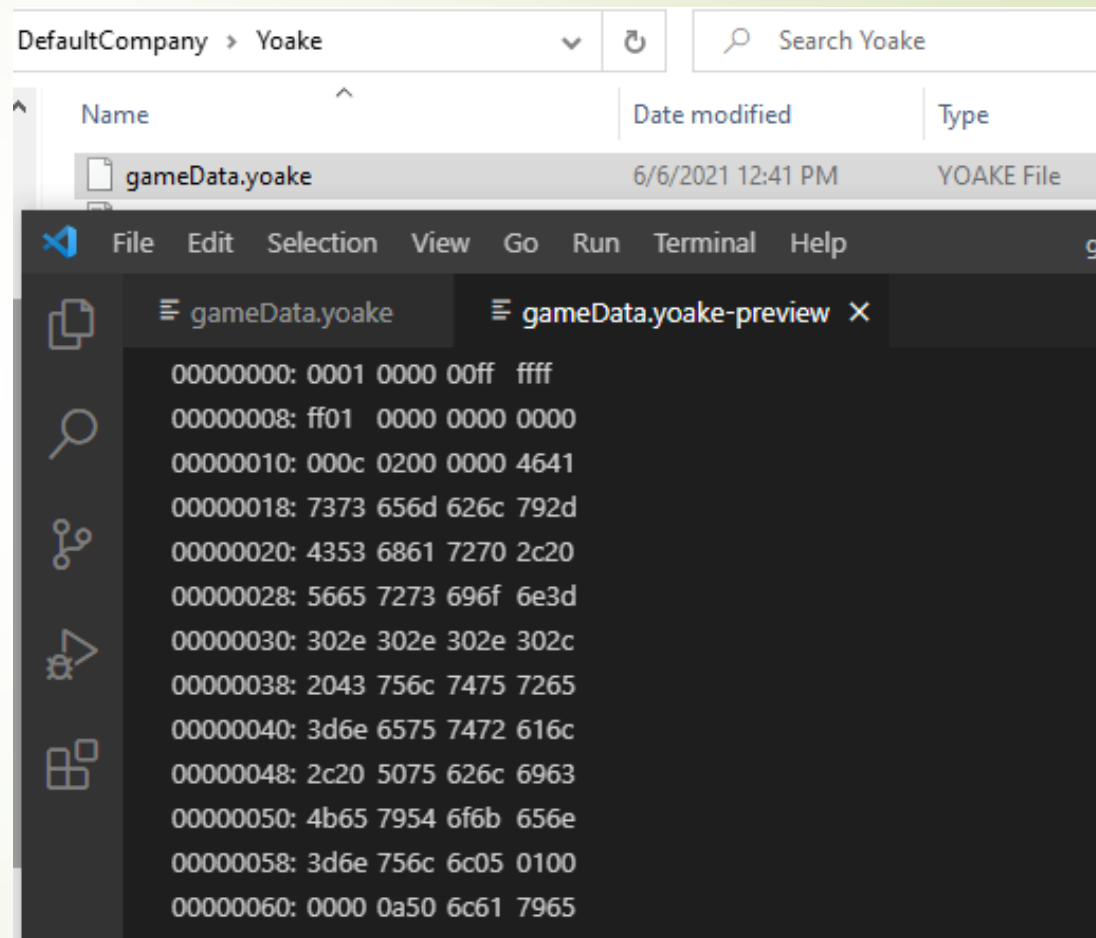 DefaultCompany > Yoake Search Yoake
Name Date modified Type
gameData.yoake 6/6/2021 12:41 PM YOAKE File
File Edit Selection View Go Run Terminal Help
gameData.yoake gameData.yoake-preview
00000000: 0001 0000 00ff ffff
00000008: ff01 0000 0000 0000
00000010: 000c 0200 0000 4641
00000018: 7373 656d 626c 792d
00000020: 4353 6861 7270 2c20
00000028: 5665 7273 696f 6e3d
00000030: 302e 302e 302e 302c
00000038: 2043 756c 7475 7265
00000040: 3d6e 6575 7472 616c
00000048: 2c20 5075 626c 6963
00000050: 4b65 7954 6f6b 656e
00000058: 3d6e 756c 6c05 0100
00000060: 0000 0a50 6c61 7965